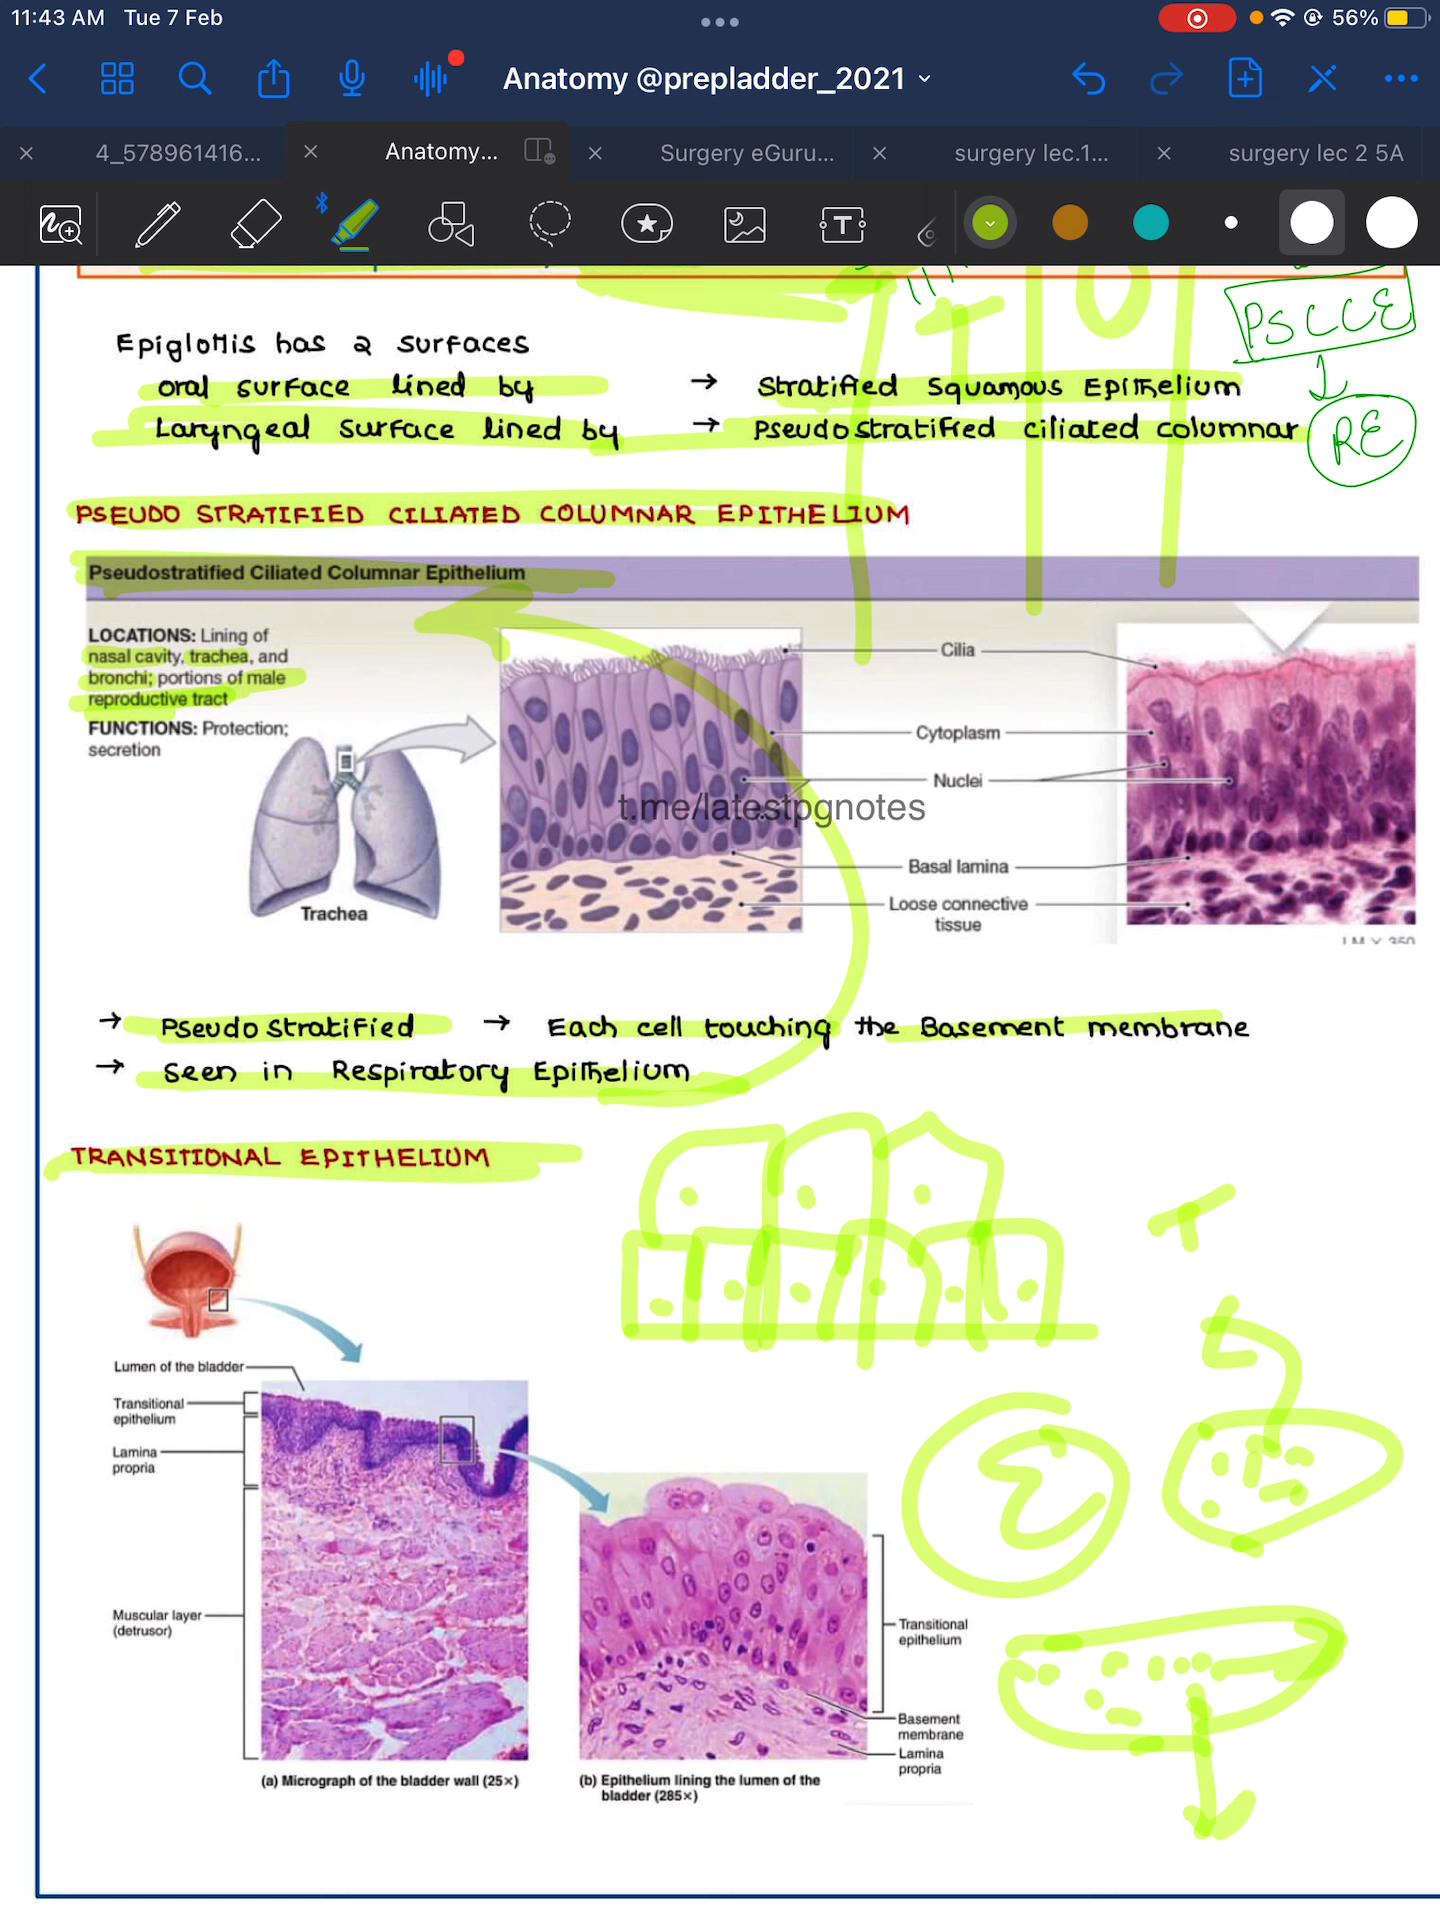 11:43 AM Tue 7 Feb
56%
Anatomy @prepladder_2021
4_578961416...
Anatomy...
Surgery eGuru...
surgery lec.1...
surgery lec 2 5A
PSCCE
RE
Epiglottis has 2 surfaces
oral surface lined by → Stratified Squamous Epithelium
Laryngeal surface lined by → Pseudostratified ciliated columnar
PSEUDO STRATIFIED CILIATED COLUMNAR EPITHELIUM
Pseudostratified Ciliated Columnar Epithelium
LOCATIONS: Lining of
nasal cavity, trachea, and
bronchi; portions of male
reproductive tract
FUNCTIONS: Protection;
secretion
Trachea
Cilia
Cytoplasm
Nuclei
t.me/latestpgnotes
Basal lamina
Loose connective
tissue
LM × 350
→ Pseudostratified → Each cell touching the Basement membrane
→ Seen in Respiratory Epithelium
TRANSITIONAL EPITHELIUM
Lumen of the bladder
Transitional
epithelium
Lamina
propria
Muscular layer
(detrusor)
Transitional
epithelium
Basement
membrane
Lamina
propria
(a) Micrograph of the bladder wall (25×)
(b) Epithelium lining the lumen of the
bladder (285×)